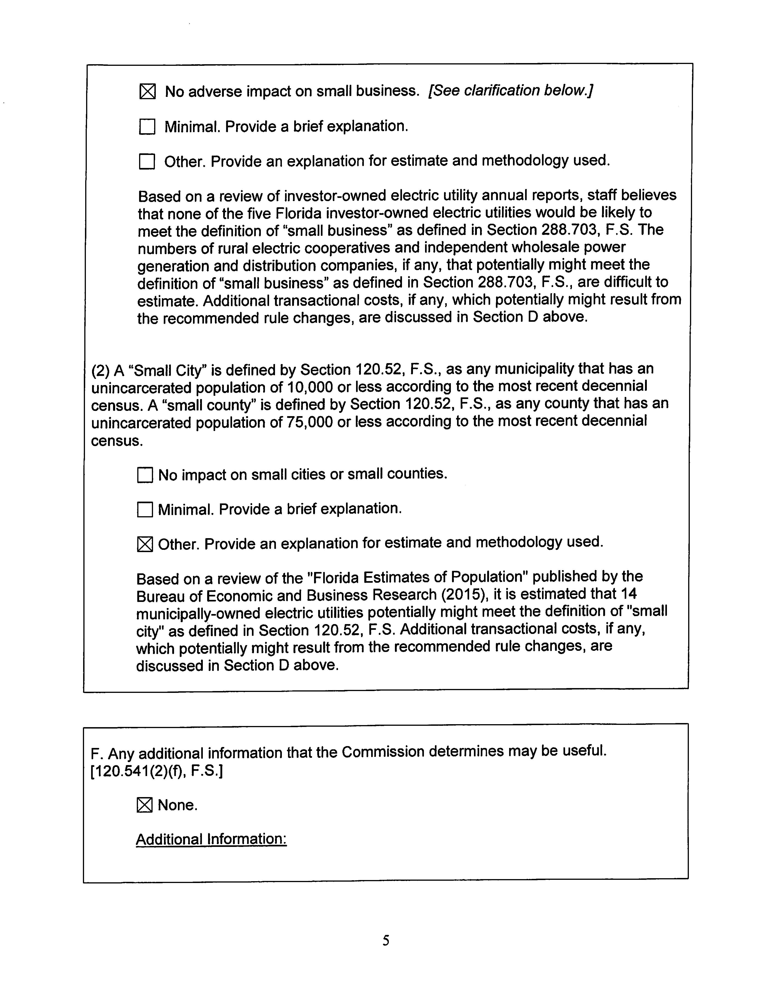 ☒ No adverse impact on small business. [See clarification below.]
☐ Minimal. Provide a brief explanation.
☐ Other. Provide an explanation for estimate and methodology used.
Based on a review of investor-owned electric utility annual reports, staff believes
that none of the five Florida investor-owned electric utilities would be likely to
meet the definition of “small business” as defined in Section 288.703, F.S. The
numbers of rural electric cooperatives and independent wholesale power
generation and distribution companies, if any, that potentially might meet the
definition of “small business” as defined in Section 288.703, F.S., are difficult to
estimate. Additional transactional costs, if any, which potentially might result from
the recommended rule changes, are discussed in Section D above.
(2) A “Small City” is defined by Section 120.52, F.S., as any municipality that has an
unincarcerated population of 10,000 or less according to the most recent decennial
census. A “small county” is defined by Section 120.52, F.S., as any county that has an
unincarcerated population of 75,000 or less according to the most recent decennial
census.
☐ No impact on small cities or small counties.
☐ Minimal. Provide a brief explanation.
☒ Other. Provide an explanation for estimate and methodology used.
Based on a review of the "Florida Estimates of Population" published by the
Bureau of Economic and Business Research (2015), it is estimated that 14
municipally-owned electric utilities potentially might meet the definition of "small
city" as defined in Section 120.52, F.S. Additional transactional costs, if any,
which potentially might result from the recommended rule changes, are
discussed in Section D above.
F. Any additional information that the Commission determines may be useful.
[120.541(2)(f), F.S.]
☒ None.
Additional Information:
5